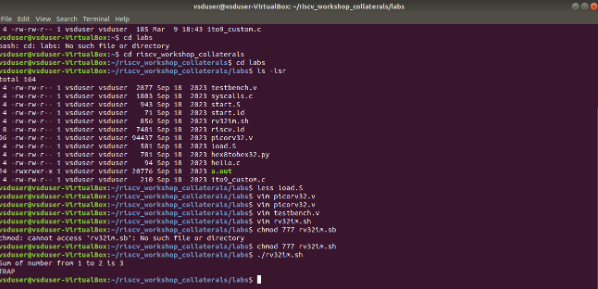 vsduser@vsduser-VirtualBox: ~/riscv_workshop_collaterals/labs
File Edit View Search Terminal Help
4 -rw-rw-r-- 1 vsduser vsduser 185 Mar 9 18:43 1to9_custom.c
vsduser@vsduser-VirtualBox:~$ cd labs
bash: cd: labs: No such file or directory
vsduser@vsduser-VirtualBox:~$ cd riscv_workshop_collaterals
vsduser@vsduser-VirtualBox:~/riscv_workshop_collaterals$ cd labs
vsduser@vsduser-VirtualBox:~/riscv_workshop_collaterals/labs$ ls -lsr
total 164
4 -rw-rw-r-- 1 vsduser vsduser 2877 Sep 18 2023 testbench.v
4 -rw-rw-r-- 1 vsduser vsduser 1803 Sep 18 2023 syscalls.c
4 -rw-rw-r-- 1 vsduser vsduser 943 Sep 18 2023 start.S
4 -rw-rw-r-- 1 vsduser vsduser 71 Sep 18 2023 start.ld
4 -rw-rw-r-- 1 vsduser vsduser 856 Sep 18 2023 rv32im.sh
8 -rw-rw-r-- 1 vsduser vsduser 7481 Sep 18 2023 riscv.ld
96 -rw-rw-r-- 1 vsduser vsduser 94437 Sep 18 2023 picorv32.v
4 -rw-rw-r-- 1 vsduser vsduser 581 Sep 18 2023 load.S
4 -rw-rw-r-- 1 vsduser vsduser 781 Sep 18 2023 hex8tohex32.py
4 -rw-rw-r-- 1 vsduser vsduser 94 Sep 18 2023 hello.c
24 -rwxrwxr-x 1 vsduser vsduser 20776 Sep 18 2023 a.out
4 -rw-rw-r-- 1 vsduser vsduser 210 Sep 18 2023 1to9_custom.c
vsduser@vsduser-VirtualBox:~/riscv_workshop_collaterals/labs$ less load.S
vsduser@vsduser-VirtualBox:~/riscv_workshop_collaterals/labs$ vim picorv32.v
vsduser@vsduser-VirtualBox:~/riscv_workshop_collaterals/labs$ vim picorv32.v
vsduser@vsduser-VirtualBox:~/riscv_workshop_collaterals/labs$ vim testbench.v
vsduser@vsduser-VirtualBox:~/riscv_workshop_collaterals/labs$ vim rv32im.sh
vsduser@vsduser-VirtualBox:~/riscv_workshop_collaterals/labs$ chmod 777 rv32im.sb
chmod: cannot access 'rv32im.sb': No such file or directory
vsduser@vsduser-VirtualBox:~/riscv_workshop_collaterals/labs$ chmod 777 rv32im.sh
vsduser@vsduser-VirtualBox:~/riscv_workshop_collaterals/labs$ ./rv32im.sh
Sum of number from 1 to 2 is 3
TRAP
vsduser@vsduser-VirtualBox:~/riscv_workshop_collaterals/labs$